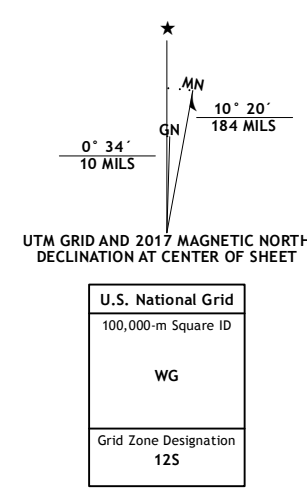 MN
GN
10° 20´
184 MILS
0° 34´
10 MILS
UTM GRID AND 2017 MAGNETIC NORTH
DECLINATION AT CENTER OF SHEET
U.S. National Grid
100,000-m Square ID
WG
Grid Zone Designation
12S